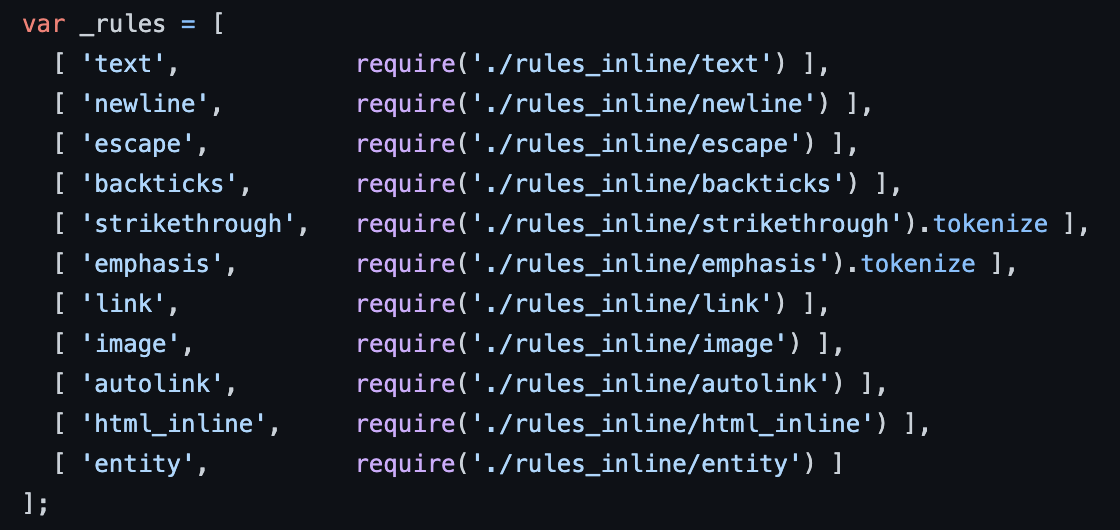 var _rules = [
  [ 'text',            require('./rules_inline/text') ],
  [ 'newline',         require('./rules_inline/newline') ],
  [ 'escape',          require('./rules_inline/escape') ],
  [ 'backticks',       require('./rules_inline/backticks') ],
  [ 'strikethrough',   require('./rules_inline/strikethrough').tokenize ],
  [ 'emphasis',        require('./rules_inline/emphasis').tokenize ],
  [ 'link',            require('./rules_inline/link') ],
  [ 'image',           require('./rules_inline/image') ],
  [ 'autolink',        require('./rules_inline/autolink') ],
  [ 'html_inline',     require('./rules_inline/html_inline') ],
  [ 'entity',          require('./rules_inline/entity') ]
];